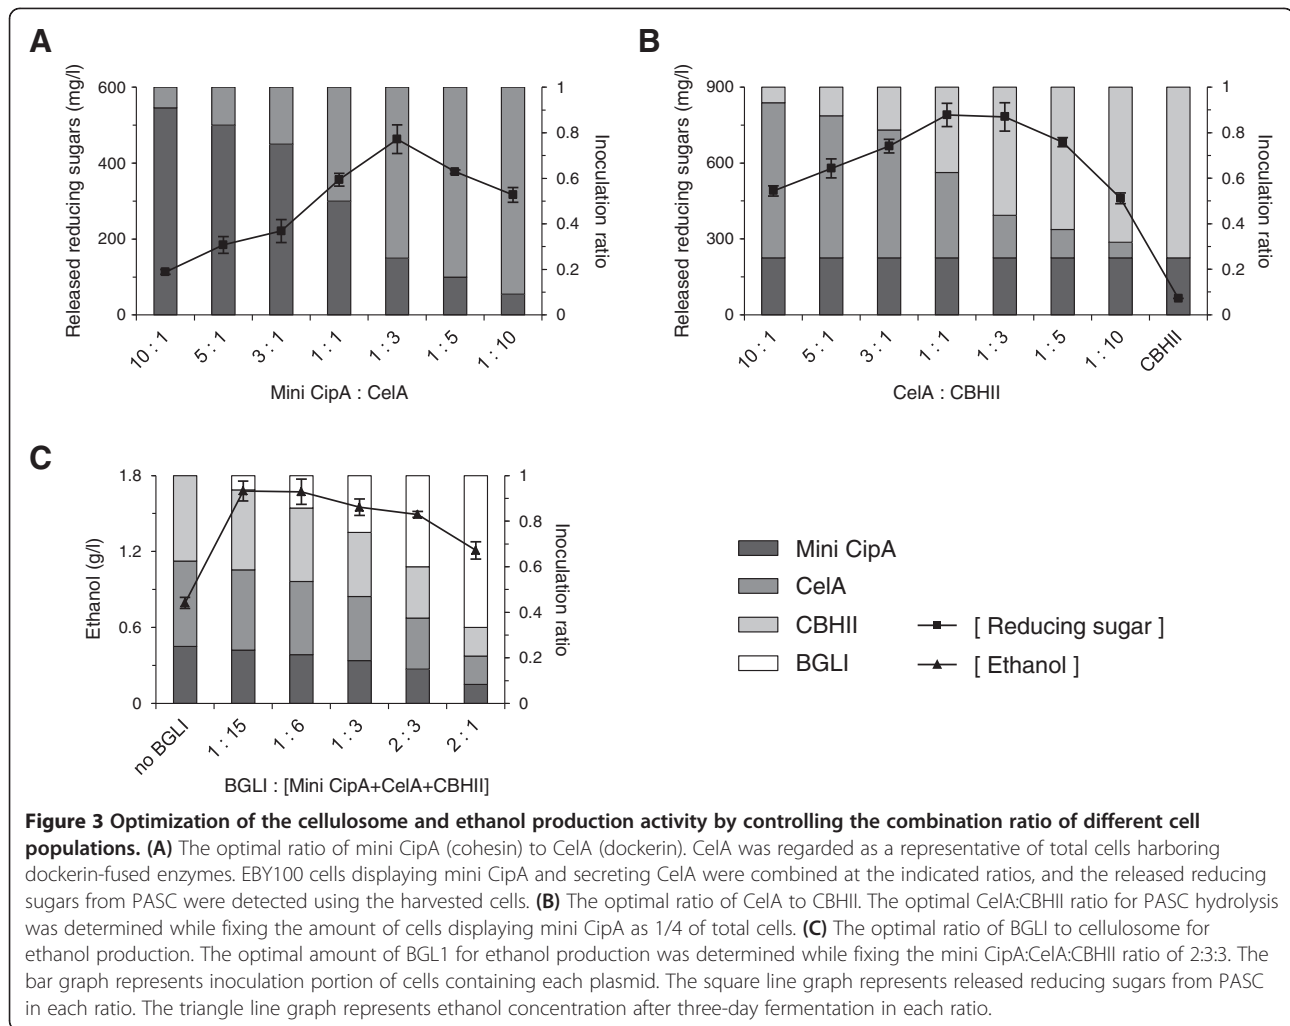 A
Released reducing sugars (mg/l)
600
400
200
0
1
0.8
0.6
0.4
0.2
0
Inoculation ratio
10 : 1
5 : 1
3 : 1
1 : 1
1 : 3
1 : 5
1 : 10
Mini CipA : CelA
B
Released reducing sugars (mg/l)
900
600
300
0
1
0.8
0.6
0.4
0.2
0
Inoculation ratio
10 : 1
5 : 1
3 : 1
1 : 1
1 : 3
1 : 5
1 : 10
CBHII
CelA : CBHII
C
Ethanol (g/l)
1.8
1.2
0.6
0
1
0.8
0.6
0.4
0.2
0
Inoculation ratio
no BGLI
1 : 15
1 : 6
1 : 3
2 : 3
2 : 1
BGLI : [Mini CipA+CelA+CBHII]
Mini CipA
CelA
CBHII
BGLI
[ Reducing sugar ]
[ Ethanol ]
Figure 3 Optimization of the cellulosome and ethanol production activity by controlling the combination ratio of different cell
populations. (A) The optimal ratio of mini CipA (cohesin) to CelA (dockerin). CelA was regarded as a representative of total cells harboring
dockerin-fused enzymes. EBY100 cells displaying mini CipA and secreting CelA were combined at the indicated ratios, and the released reducing
sugars from PASC were detected using the harvested cells. (B) The optimal ratio of CelA to CBHII. The optimal CelA:CBHII ratio for PASC hydrolysis
was determined while fixing the amount of cells displaying mini CipA as 1/4 of total cells. (C) The optimal ratio of BGLI to cellulosome for
ethanol production. The optimal amount of BGL1 for ethanol production was determined while fixing the mini CipA:CelA:CBHII ratio of 2:3:3. The
bar graph represents inoculation portion of cells containing each plasmid. The square line graph represents released reducing sugars from PASC
in each ratio. The triangle line graph represents ethanol concentration after three-day fermentation in each ratio.